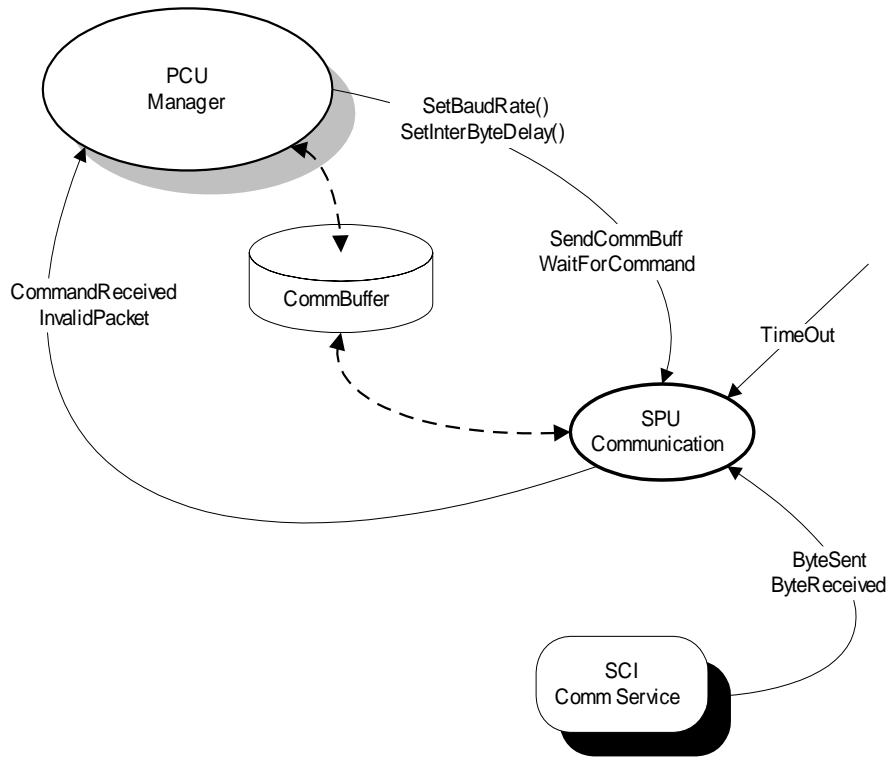 PCU
Manager
SetBaudRate()
SetInterByteDelay()
SendCommBuff
WaitForCommand
CommandReceived
InvalidPacket
CommBuffer
TimeOut
SPU
Communication
ByteSent
ByteReceived
SCI
Comm Service